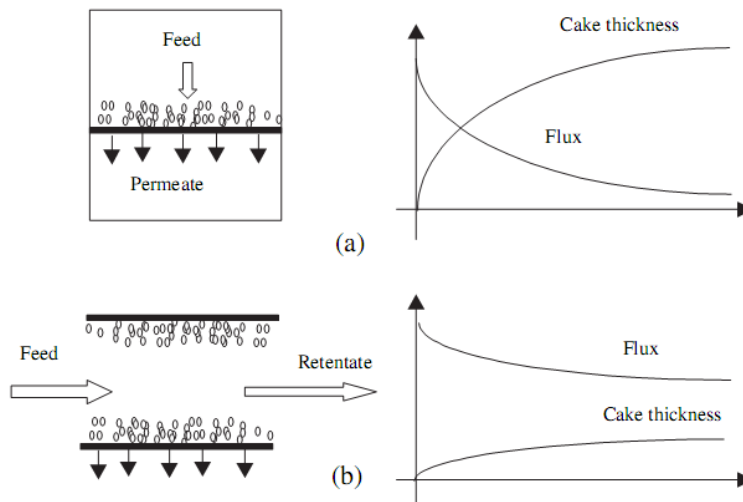 Feed
Permeate
Cake thickness
Flux
(a)
Feed
Retentate
Flux
Cake thickness
(b)